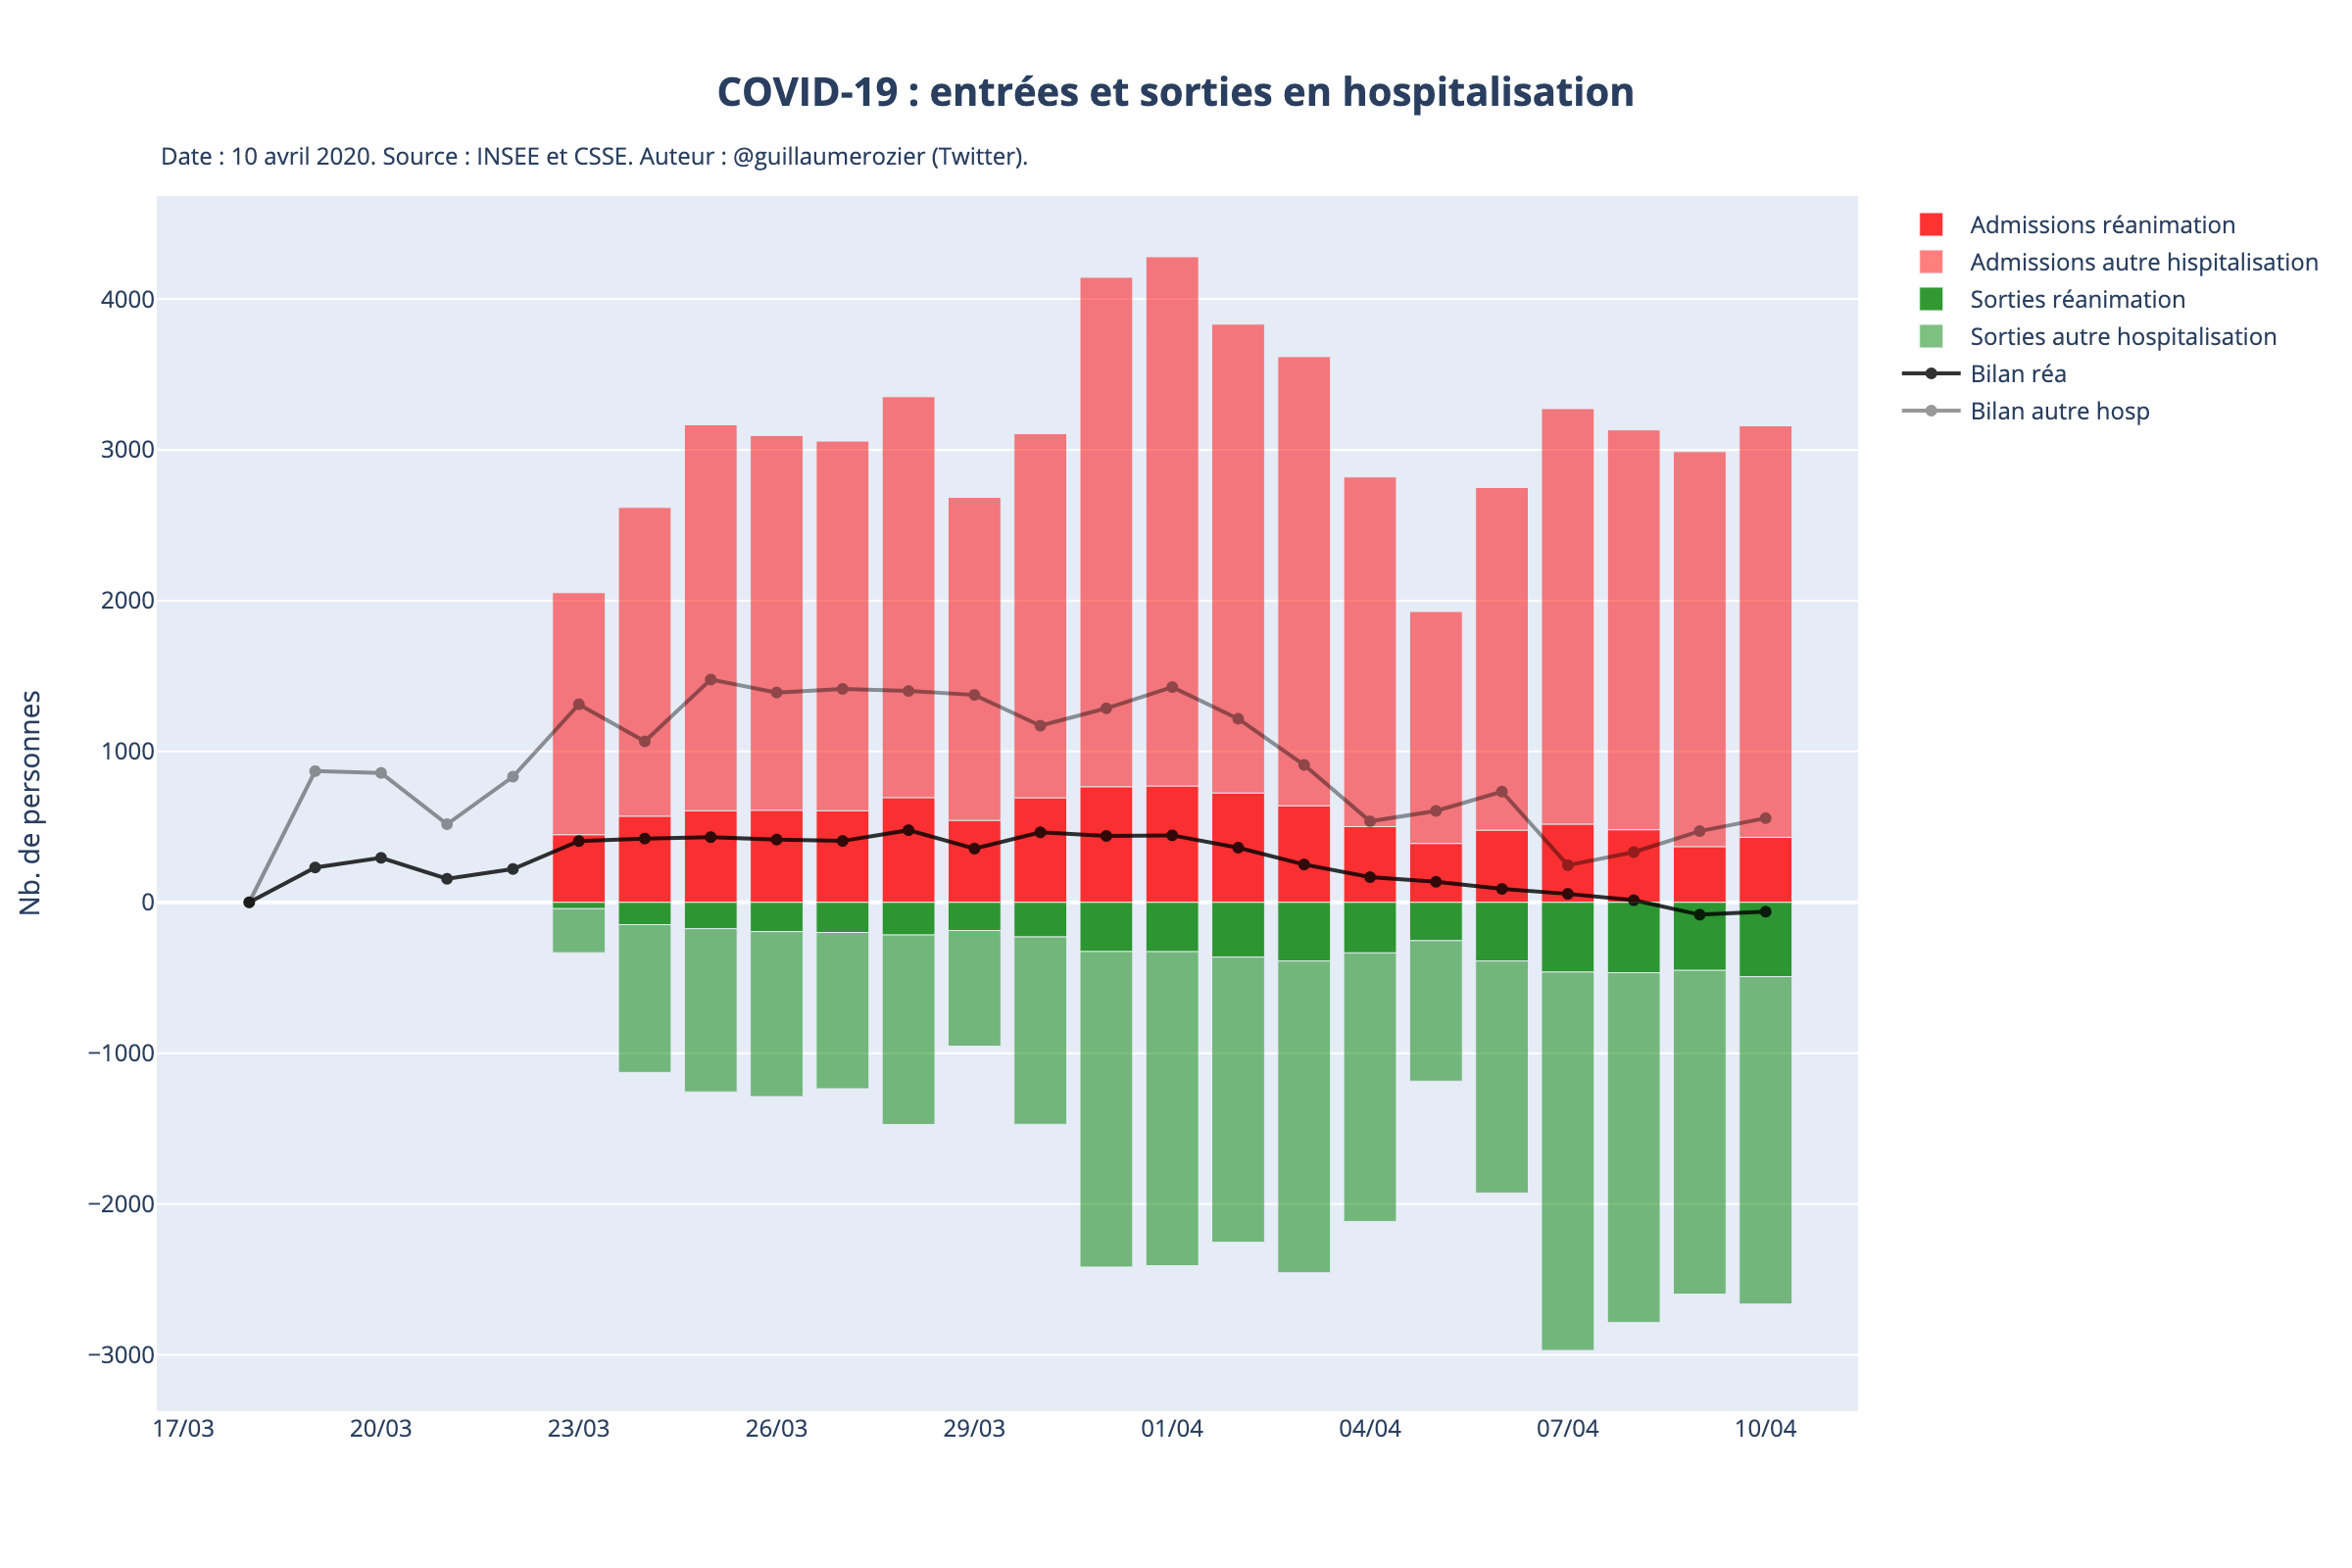 COVID-19 : entrées et sorties en hospitalisation
Date : 10 avril 2020. Source : INSEE et CSSE. Auteur : @guillaumerozier (Twitter).
Admissions réanimation
Admissions autre hispitalisation
Sorties réanimation
Sorties autre hospitalisation
Bilan réa
Bilan autre hosp
Nb. de personnes
4000
3000
2000
1000
0
−1000
−2000
−3000
17/03 20/03 23/03 26/03 29/03 01/04 04/04 07/04 10/04